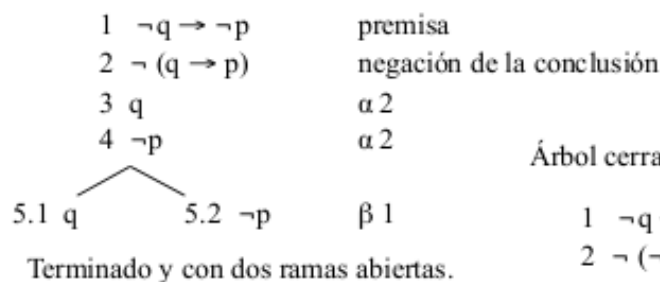 1 ¬q → ¬p premisa
2 ¬ (q → p) negación de la conclusión
3 q α 2
4 ¬p α 2
Árbol cerra
5.1 q 5.2 ¬p β 1
1 ¬q
2 ¬ (¬
Terminado y con dos ramas abiertas.